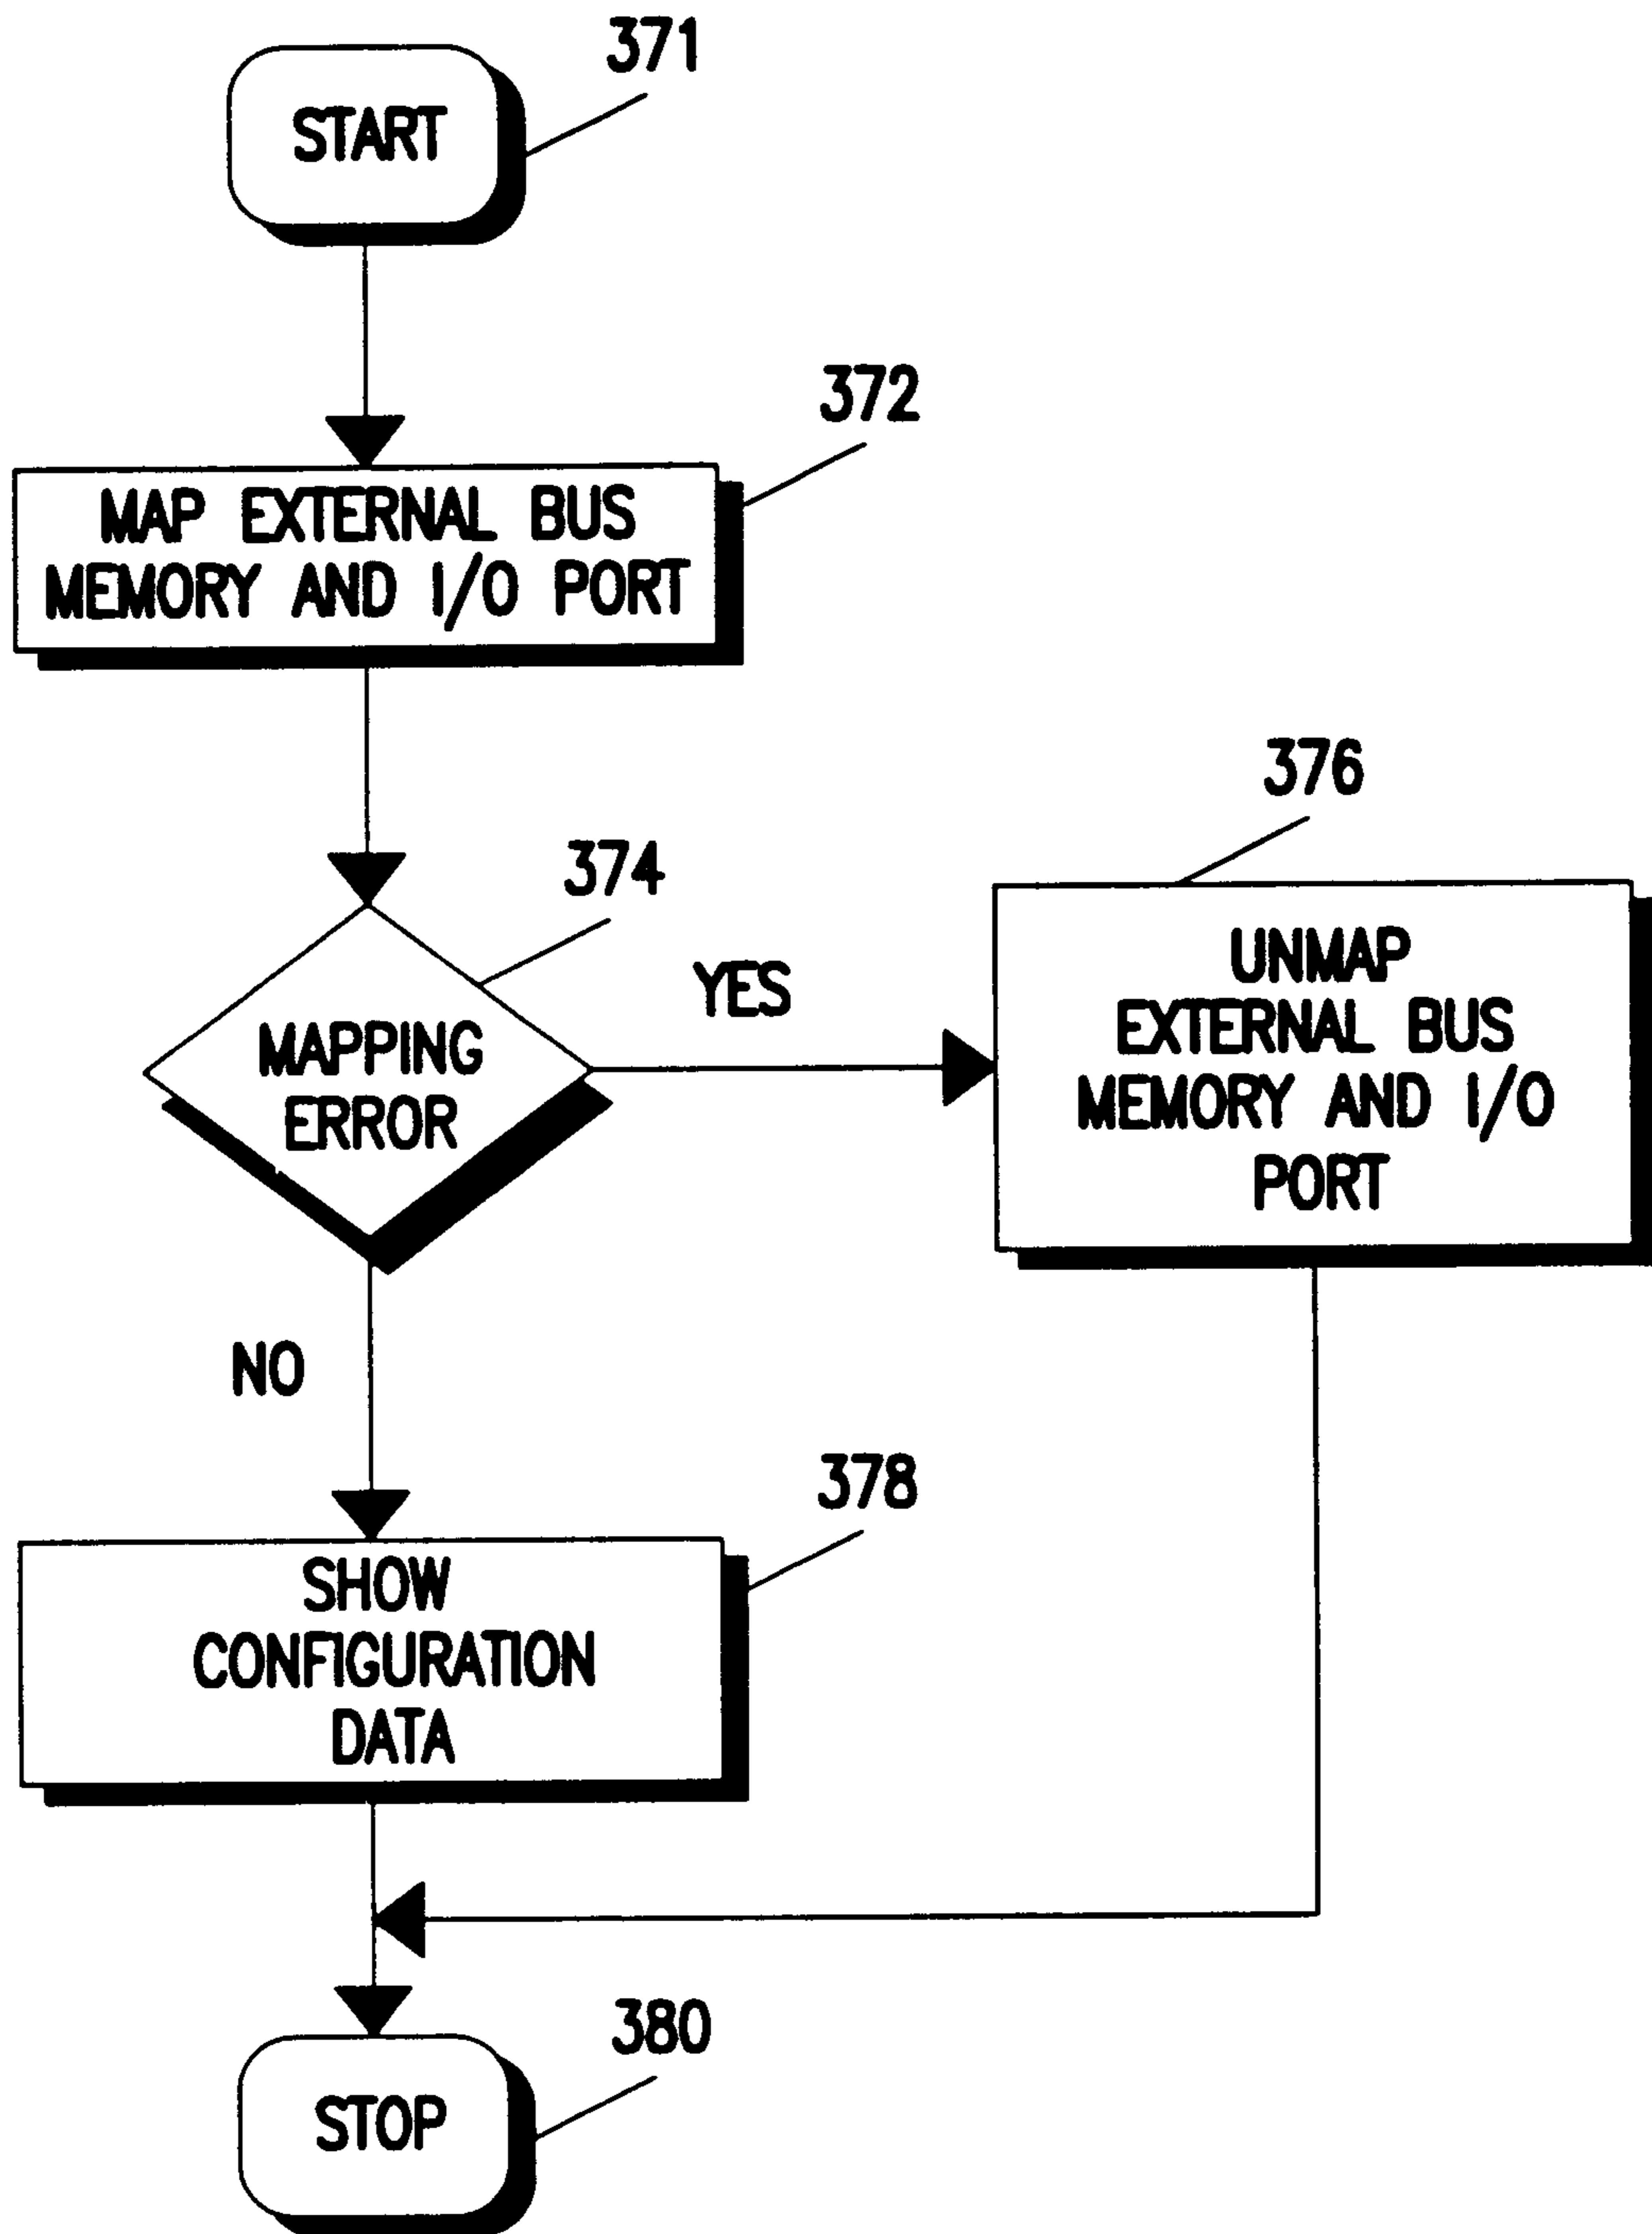 371
START
372
MAP EXTERNAL BUS
MEMORY AND I/O PORT
374
MAPPING
ERROR
YES
376
UNMAP
EXTERNAL BUS
MEMORY AND I/O
PORT
NO
378
SHOW
CONFIGURATION
DATA
380
STOP